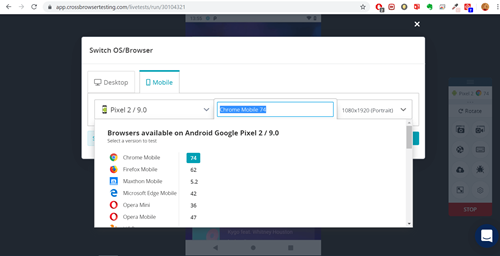 app.crossbrowsertesting.com/livetests/run/30104321
Switch OS/Browser
Desktop
Mobile
Pixel 2 / 9.0
Chrome Mobile 74
1080x1920 (Portrait)
Browsers available on Android Google Pixel 2 / 9.0
Select a version to test
Chrome Mobile 74
Firefox Mobile 62
Maxthon Mobile 5.2
Microsoft Edge Mobile 42
Opera Mini 36
Opera Mobile 47
Pixel 2
Rotate
STOP